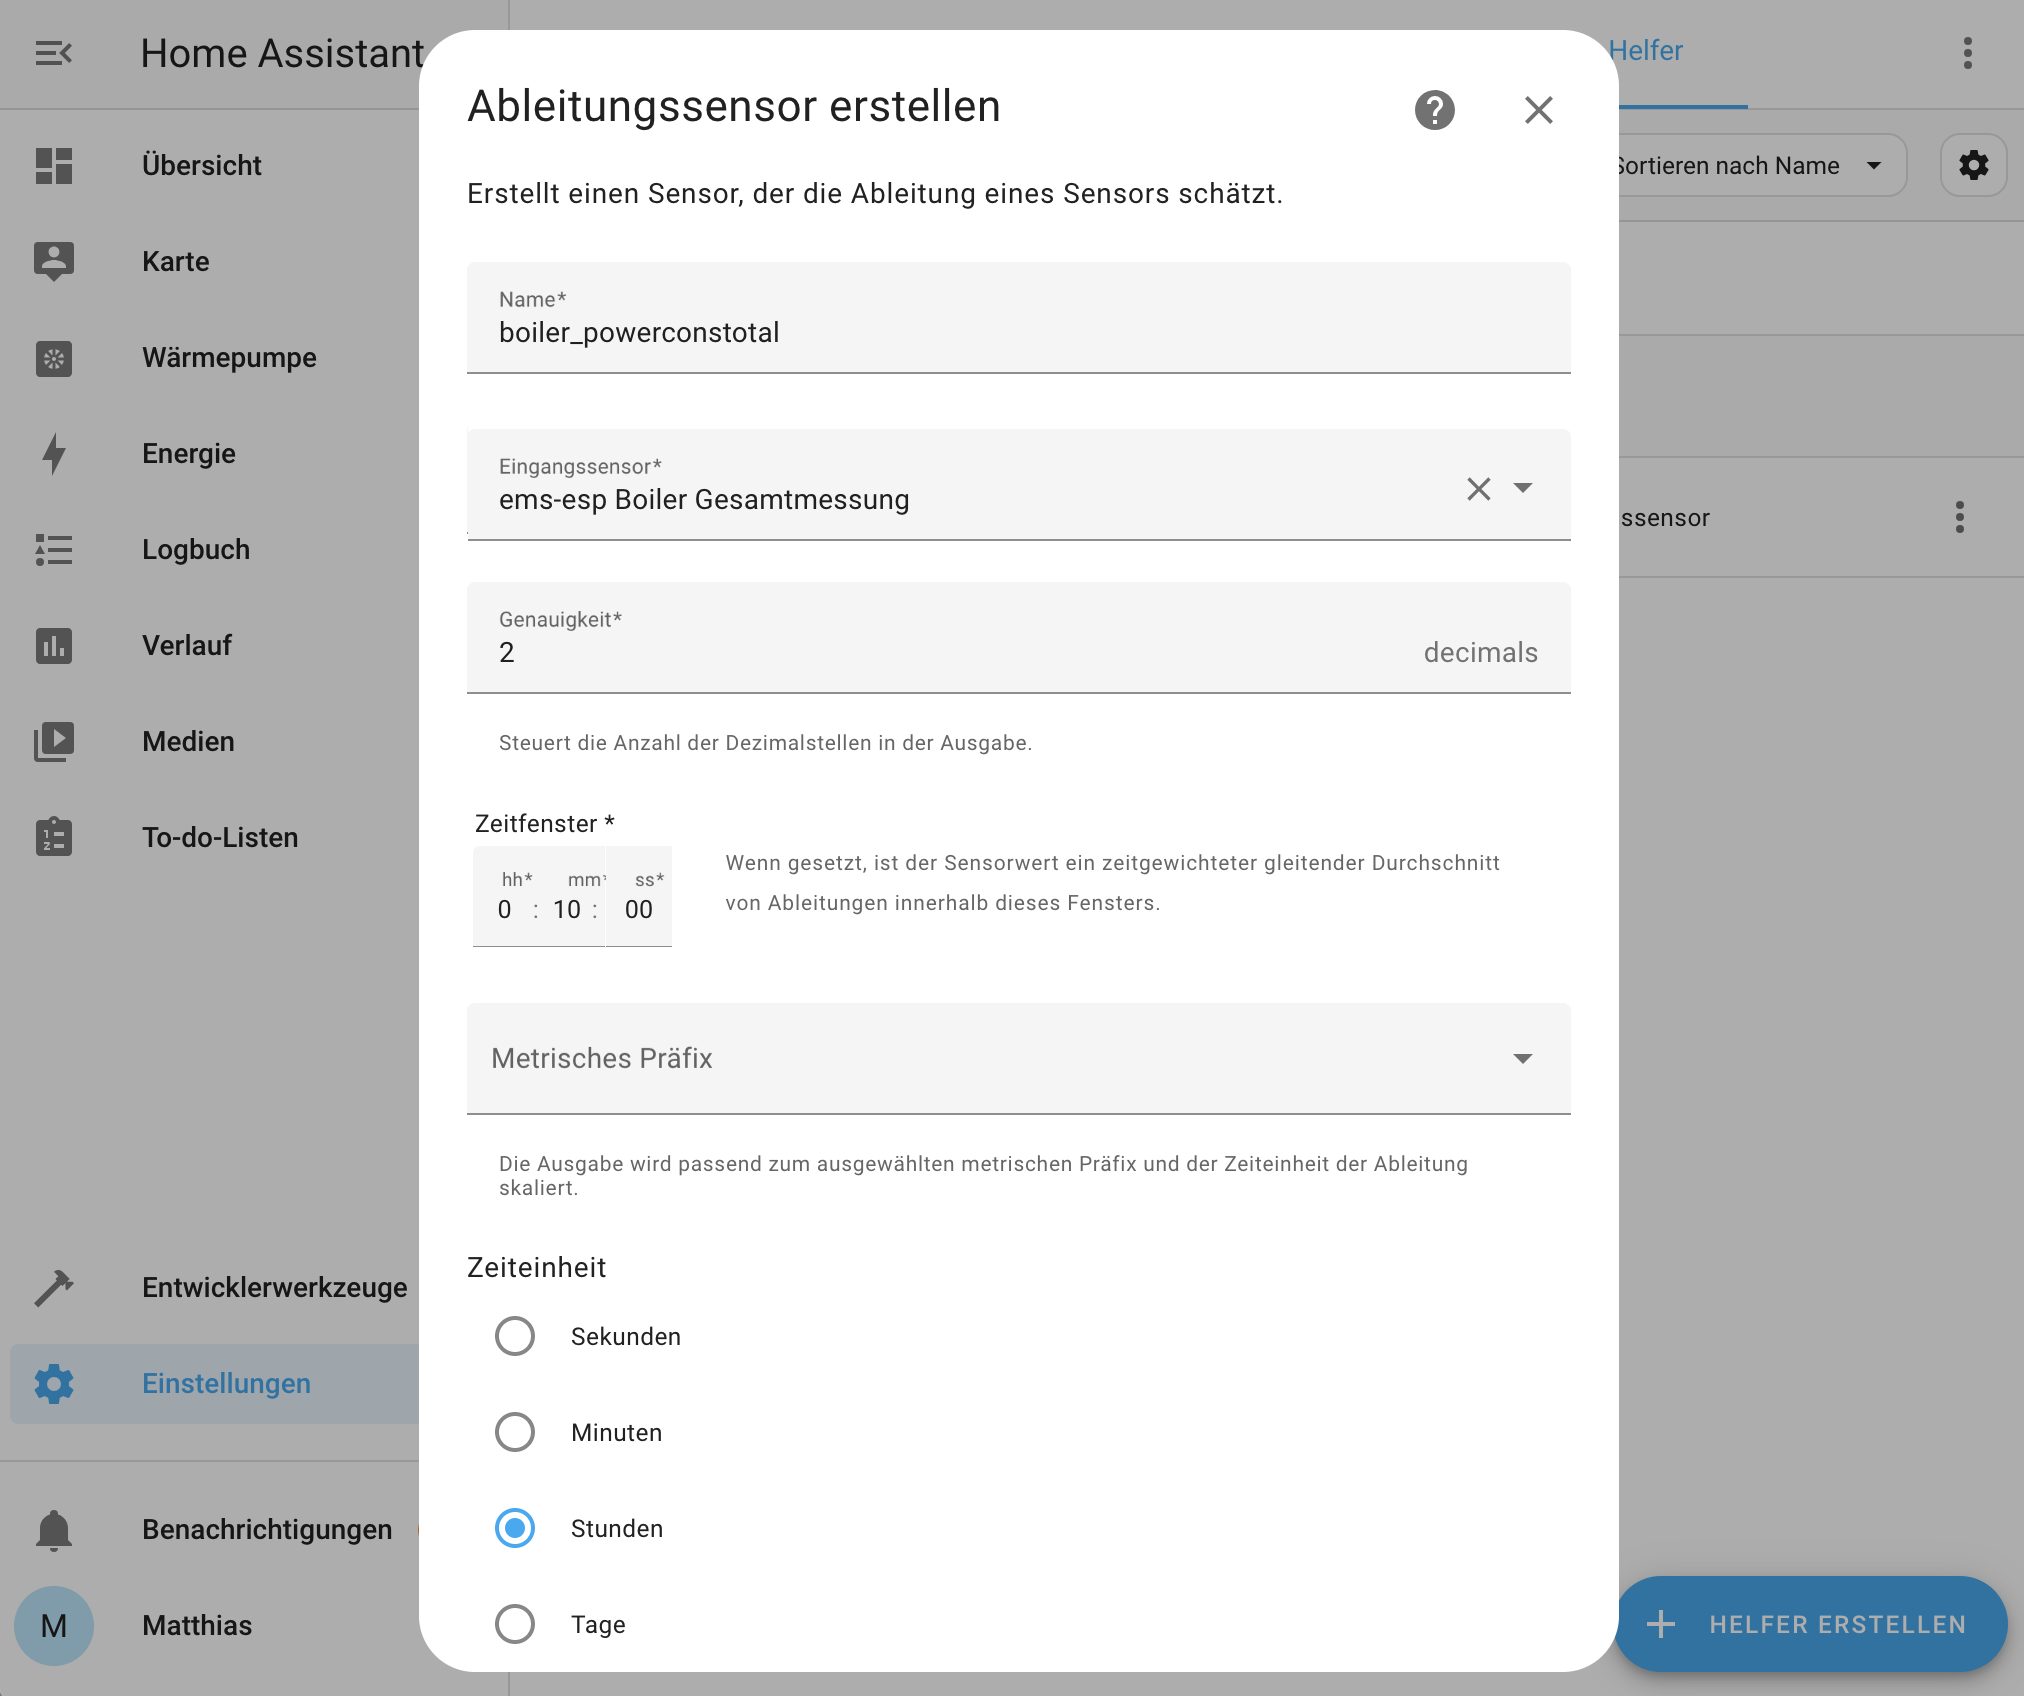 Home Assistant
Helfer
Übersicht
Karte
Wärmepumpe
Energie
Logbuch
Verlauf
Medien
To-do-Listen
Entwicklerwerkzeuge
Einstellungen
Benachrichtigungen
M
Matthias
Ableitungssensor erstellen
Erstellt einen Sensor, der die Ableitung eines Sensors schätzt.
Name*
boiler_powerconstotal
Eingangssensor*
ems-esp Boiler Gesamtmessung
Genauigkeit*
2 decimals
Steuert die Anzahl der Dezimalstellen in der Ausgabe.
Zeitfenster *
hh* mm* ss*
0 : 10 : 00
Wenn gesetzt, ist der Sensorwert ein zeitgewichteter gleitender Durchschnitt
von Ableitungen innerhalb dieses Fensters.
Metrisches Präfix
Die Ausgabe wird passend zum ausgewählten metrischen Präfix und der Zeiteinheit der Ableitung
skaliert.
Zeiteinheit
Sekunden
Minuten
Stunden
Tage
Sortieren nach Name
ssensor
HELFER ERSTELLEN